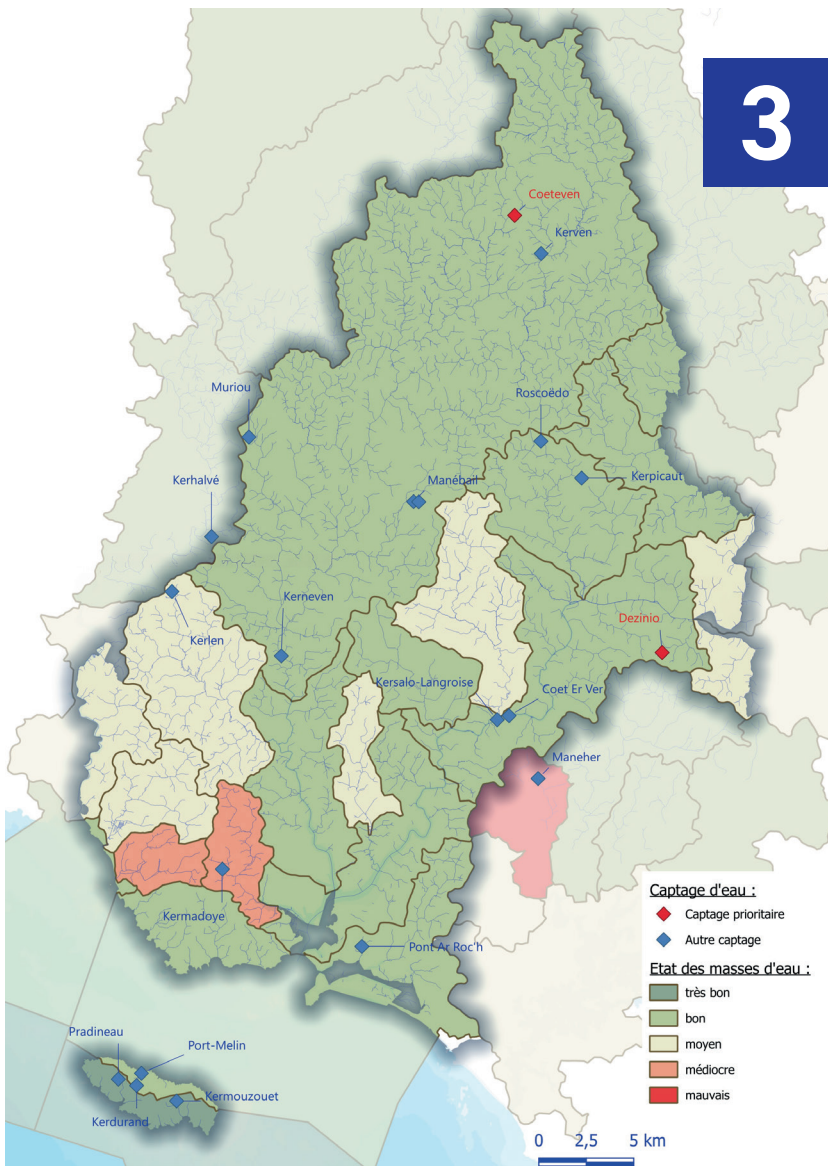 3
Coeteven
Kerven
Muriou
Roscoëdo
Kerhalvé
Manébail
Kerpicaut
Kerlen
Kerneven
Dezinio
Kersalo-Langroise
Coet Er Ver
Maneher
Kermadoye
Pont Ar Roc'h
Pradineau
Port-Melin
Kermouzouet
Kerdurand
Captage d'eau :
Captage prioritaire
Autre captage
Etat des masses d'eau :
très bon
bon
moyen
médiocre
mauvais
0 2,5 5 km